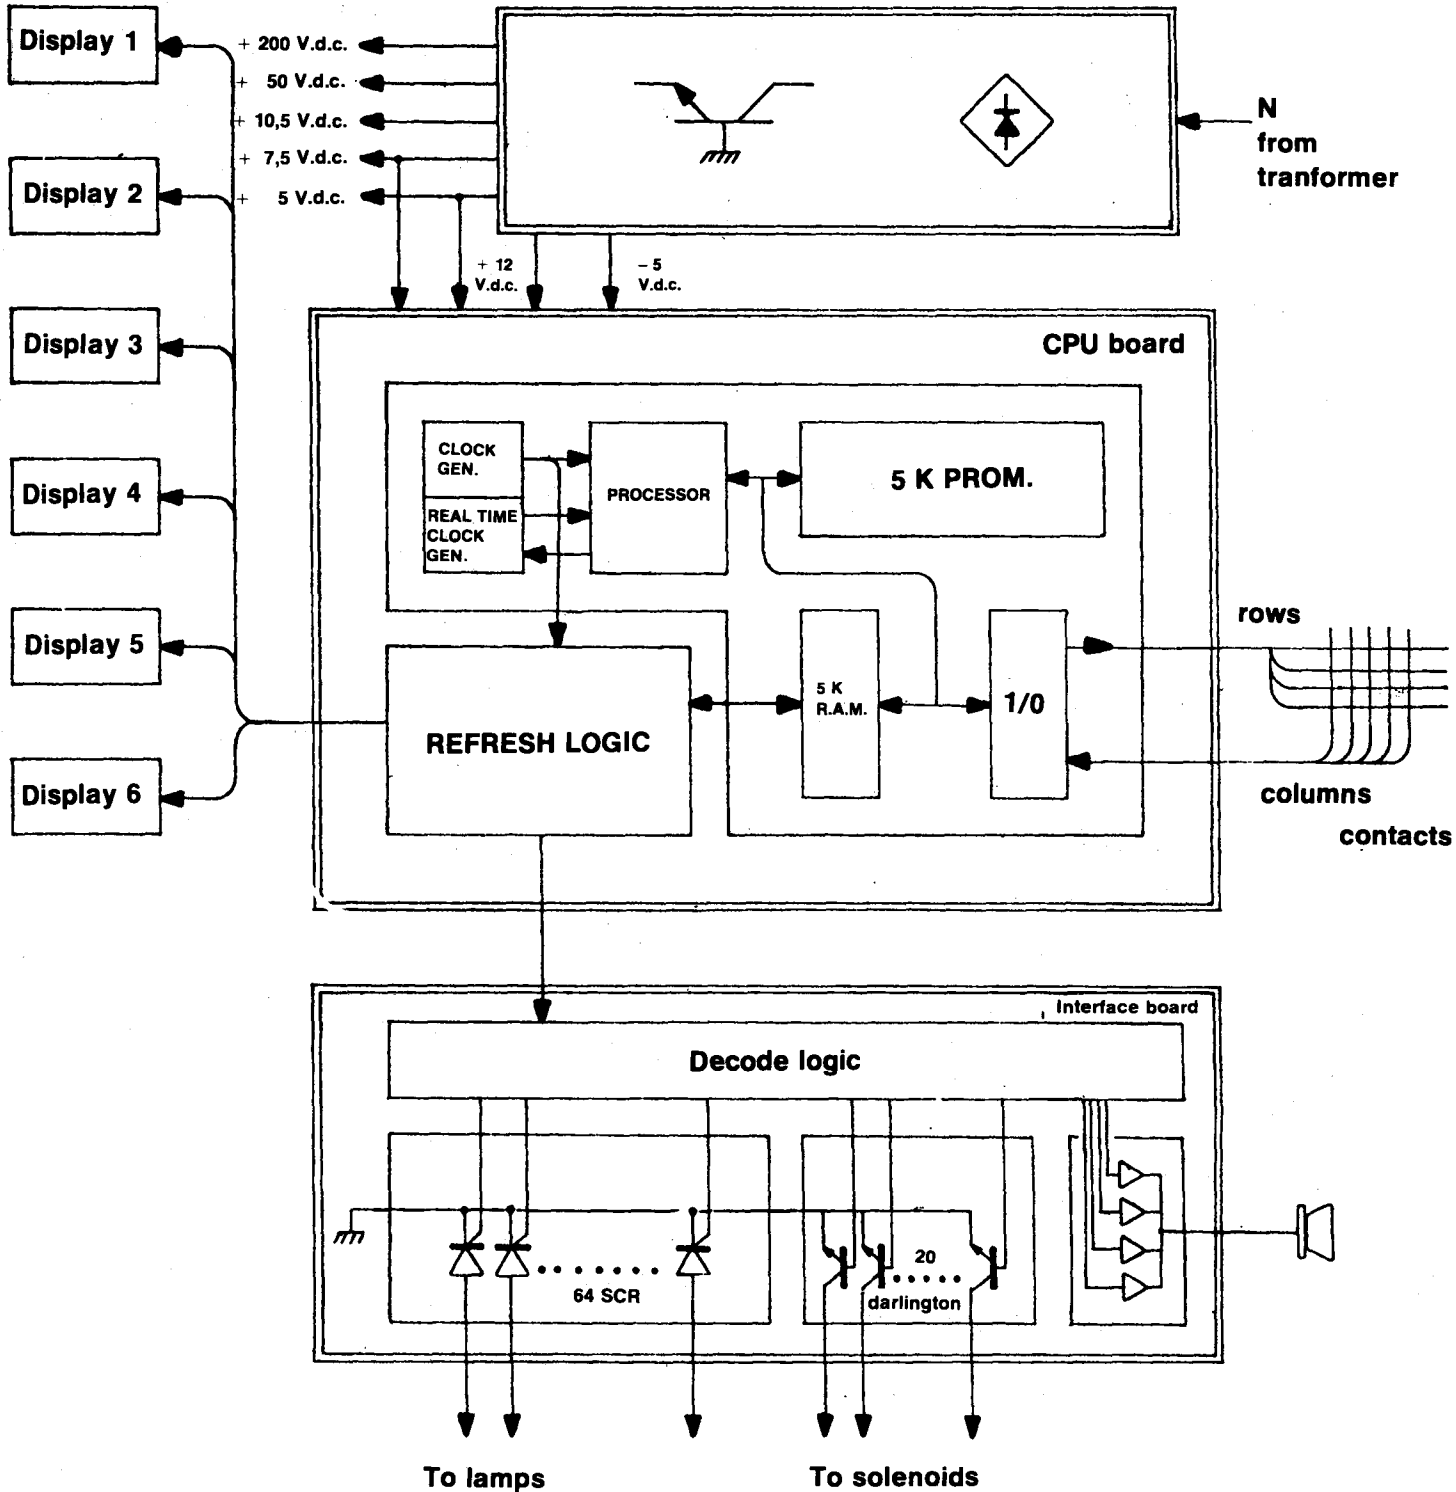 Display 1
Display 2
Display 3
Display 4
Display 5
Display 6
+ 200 V.d.c.
+ 50 V.d.c.
+ 10,5 V.d.c.
+ 7,5 V.d.c.
+ 5 V.d.c.
N
from
tranformer
+ 12
V.d.c.
- 5
V.d.c.
CPU board
CLOCK
GEN.
REAL TIME
CLOCK
GEN.
PROCESSOR
5 K PROM.
REFRESH LOGIC
5 K
R.A.M.
1/0
rows
columns
contacts
Interface board
Decode logic
64 SCR
20
darlington
To lamps
To solenoids